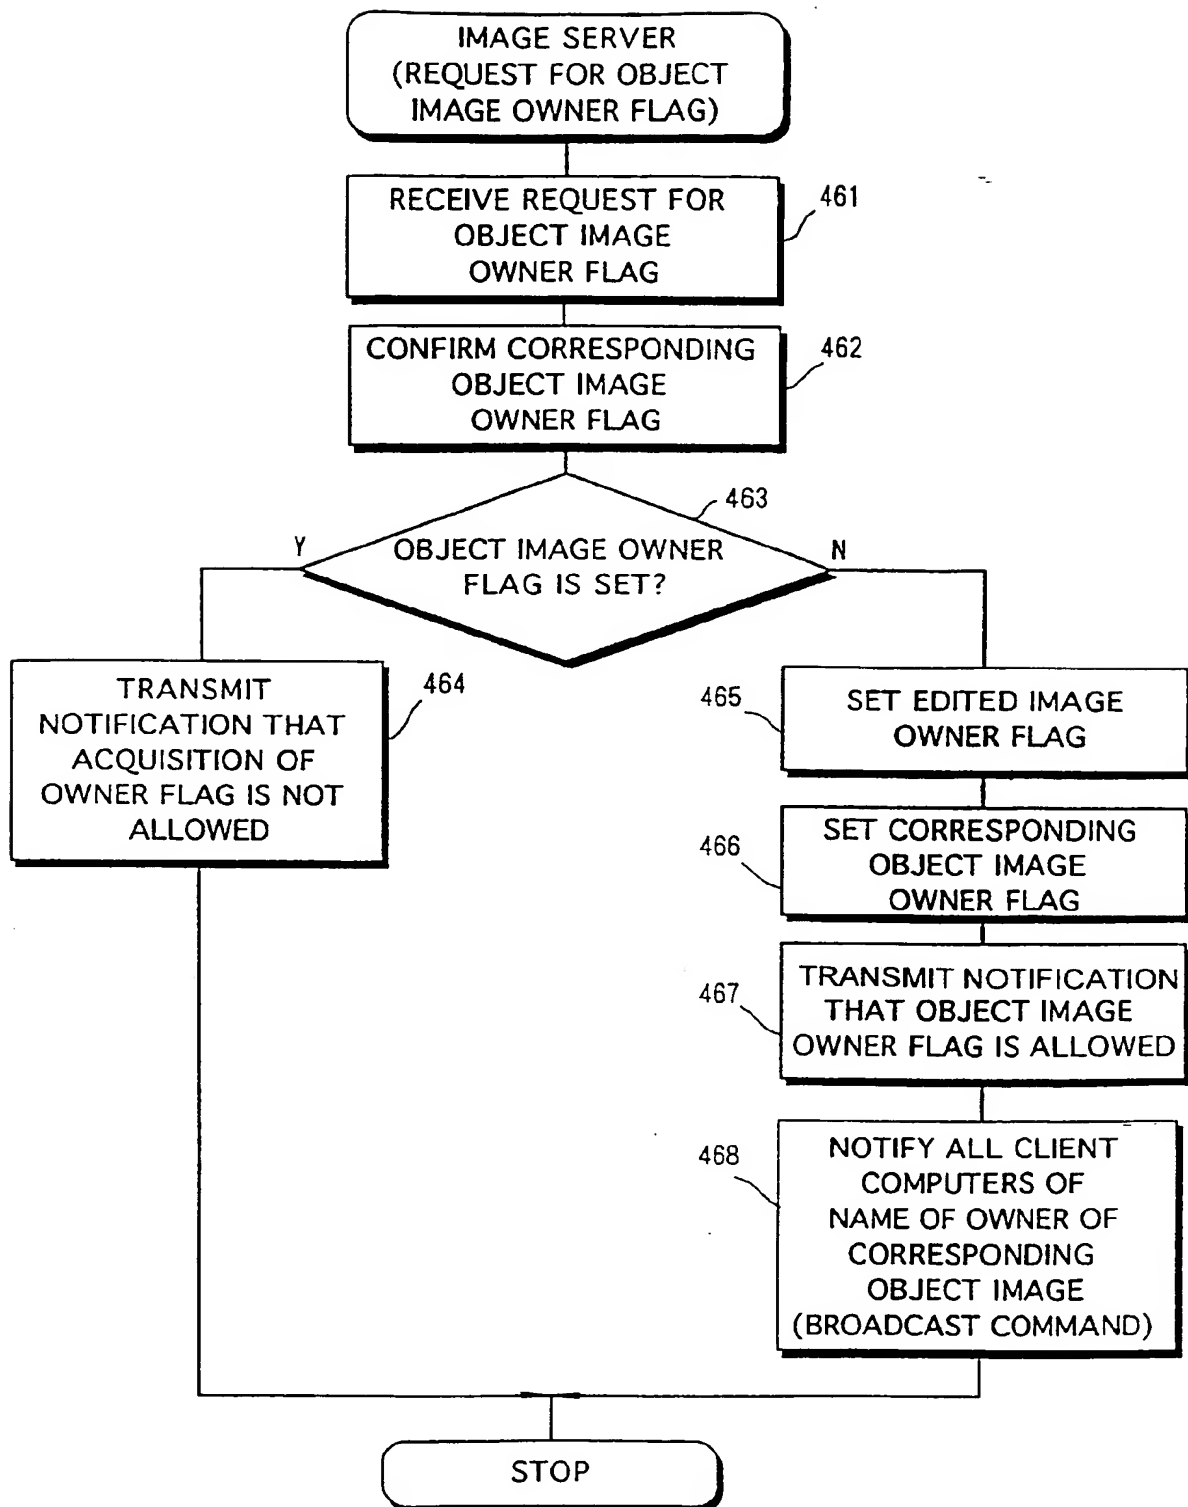 IMAGE SERVER
(REQUEST FOR OBJECT
IMAGE OWNER FLAG)
RECEIVE REQUEST FOR
OBJECT IMAGE
OWNER FLAG
461
CONFIRM CORRESPONDING
OBJECT IMAGE
OWNER FLAG
462
463
Y
OBJECT IMAGE OWNER
FLAG IS SET?
N
TRANSMIT
NOTIFICATION THAT
ACQUISITION OF
OWNER FLAG IS NOT
ALLOWED
464
465
SET EDITED IMAGE
OWNER FLAG
466
SET CORRESPONDING
OBJECT IMAGE
OWNER FLAG
467
TRANSMIT NOTIFICATION
THAT OBJECT IMAGE
OWNER FLAG IS ALLOWED
468
NOTIFY ALL CLIENT
COMPUTERS OF
NAME OF OWNER OF
CORRESPONDING
OBJECT IMAGE
(BROADCAST COMMAND)
STOP